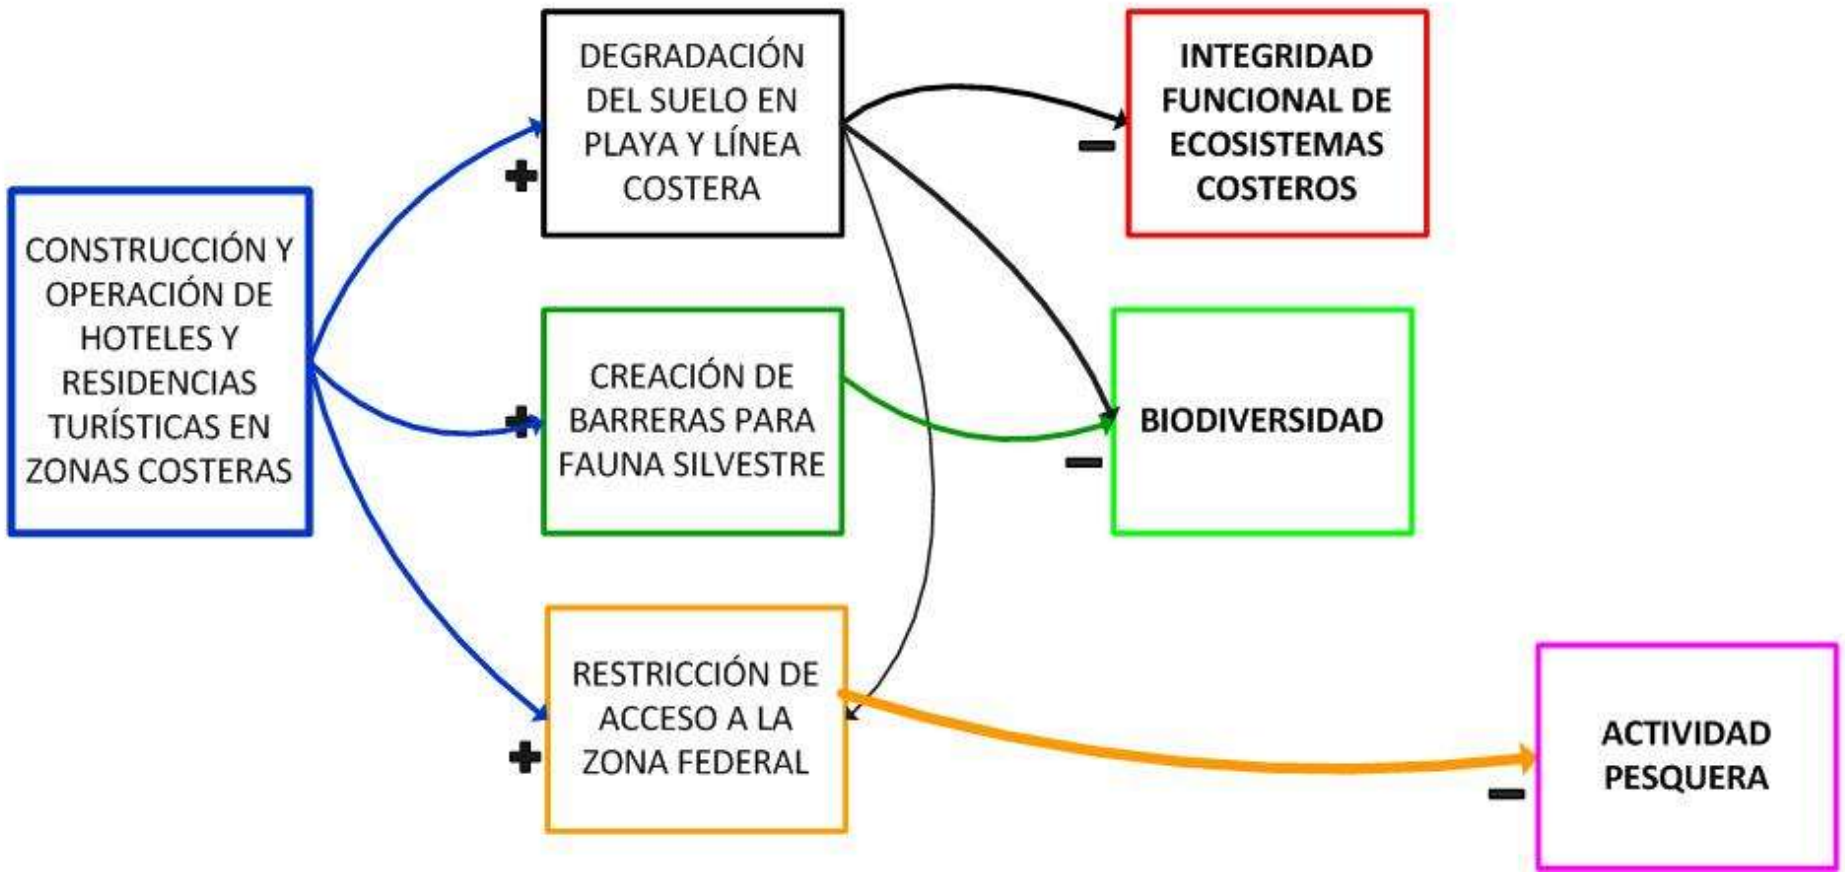 CONSTRUCCIÓN Y
OPERACIÓN DE
HOTELES Y
RESIDENCIAS
TURÍSTICAS EN
ZONAS COSTERAS
DEGRADACIÓN
DEL SUELO EN
PLAYA Y LÍNEA
COSTERA
CREACIÓN DE
BARRERAS PARA
FAUNA SILVESTRE
RESTRICCIÓN DE
ACCESO A LA
ZONA FEDERAL
INTEGRIDAD
FUNCIONAL DE
ECOSISTEMAS
COSTEROS
BIODIVERSIDAD
ACTIVIDAD
PESQUERA